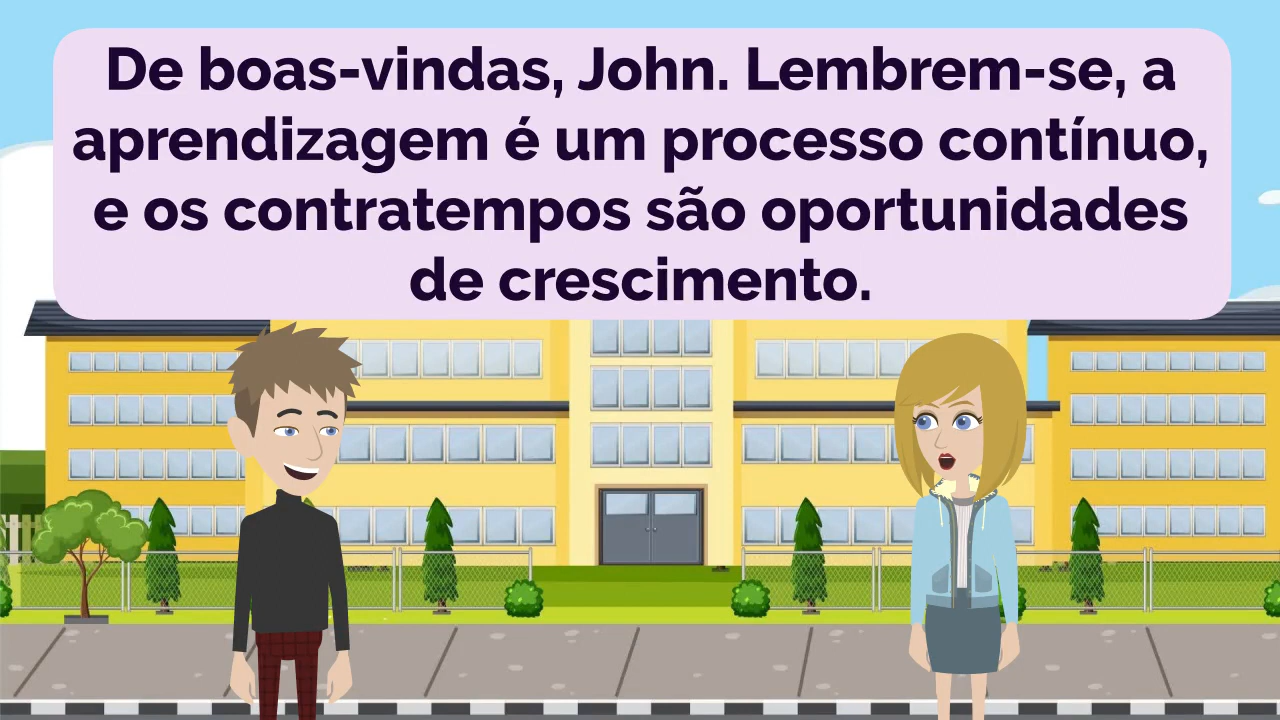 De boas-vindas, John. Lembrem-se, a
aprendizagem é um processo contínuo,
e os contratempos são oportunidades
de crescimento.